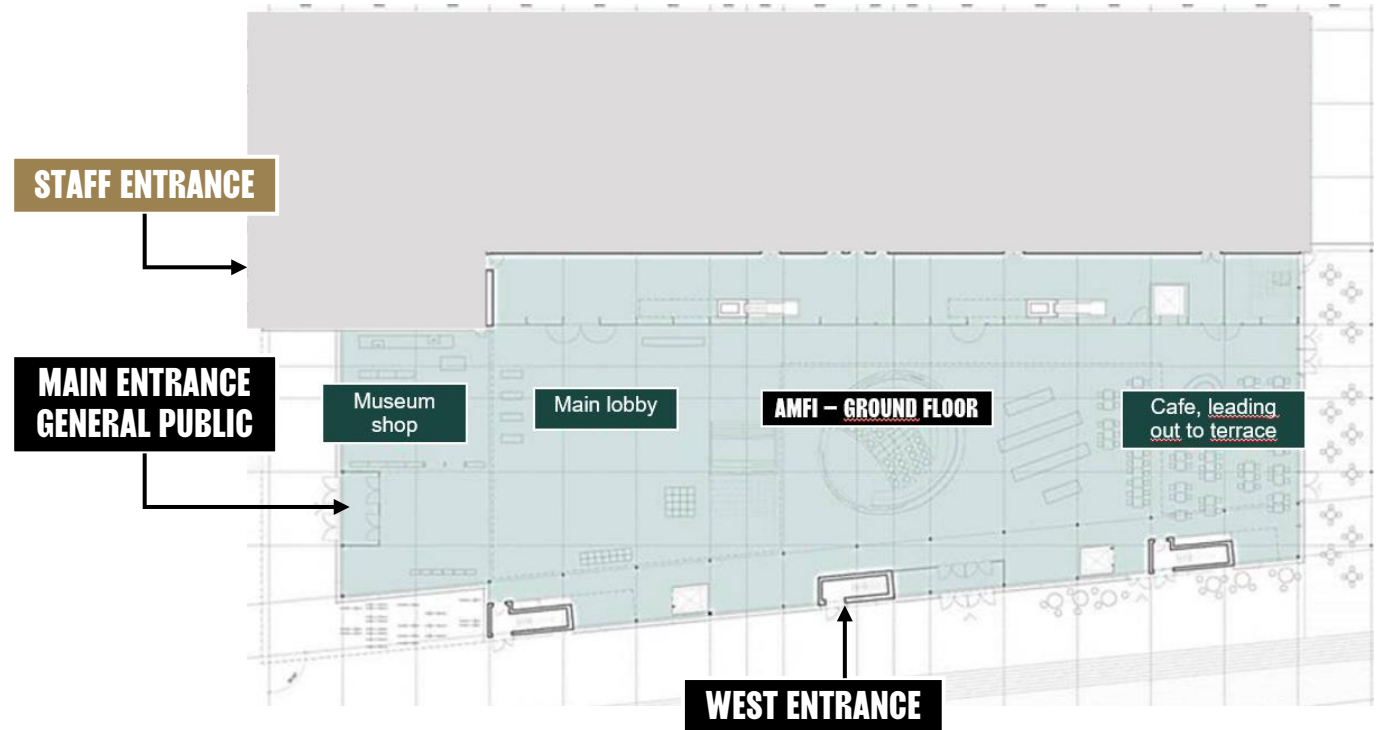 STAFF ENTRANCE
MAIN ENTRANCE
GENERAL PUBLIC
Museum
shop
Main lobby
AMFI – GROUND FLOOR
Cafe, leading
out to terrace
WEST ENTRANCE